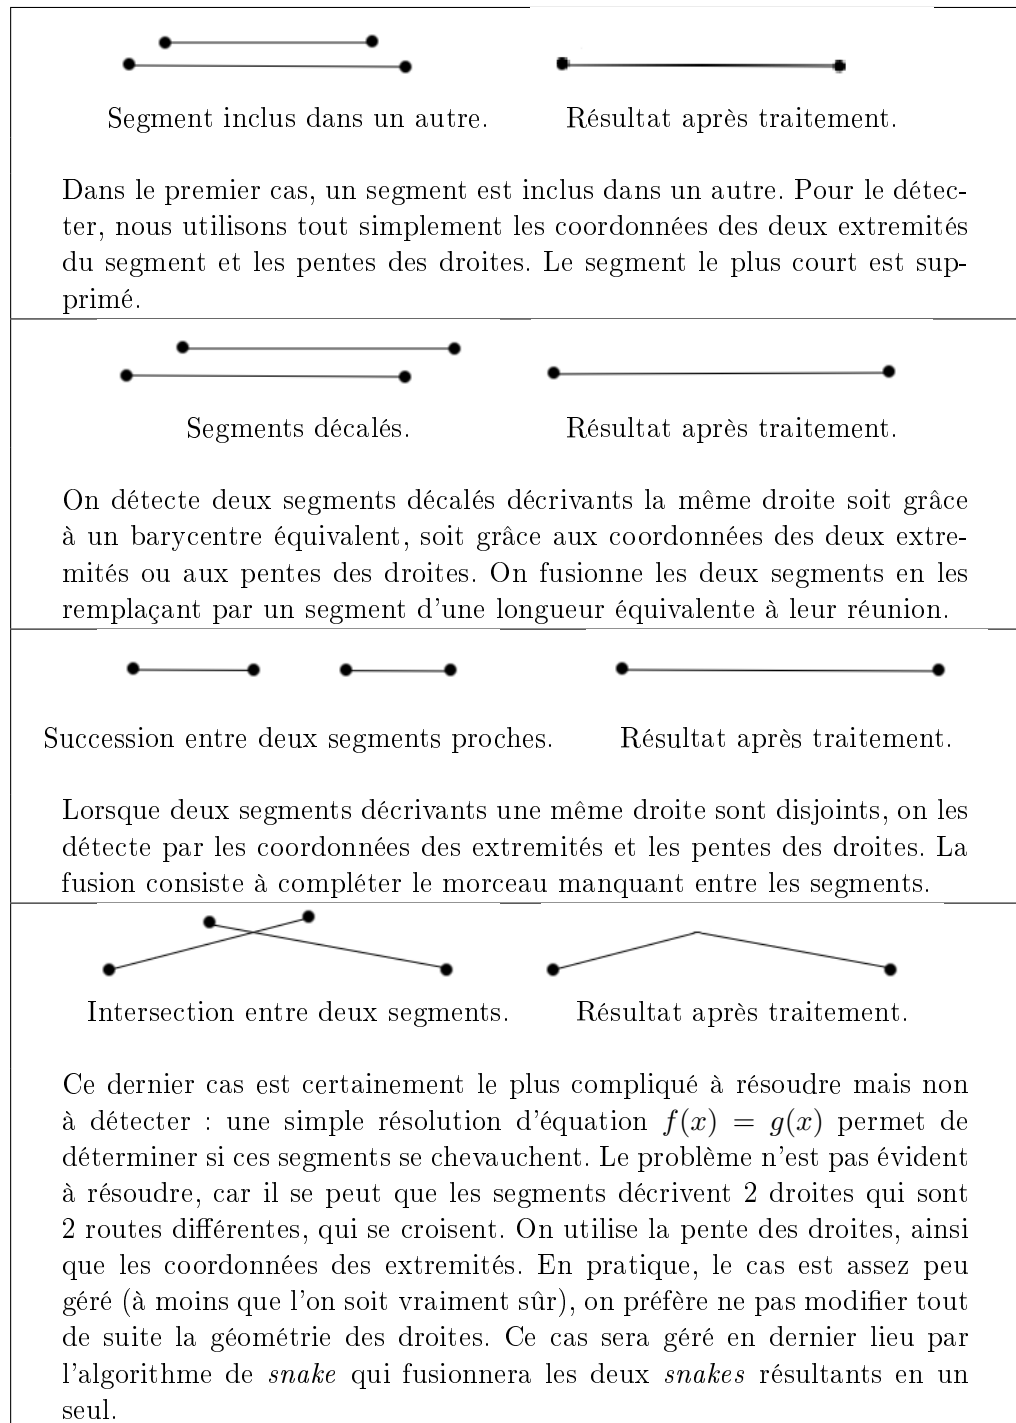 Segment inclus dans un autre. Résultat après traitement.
Dans le premier cas, un segment est inclus dans un autre. Pour le détec-
ter, nous utilisons tout simplement les coordonnées des deux extremités
du segment et les pentes des droites. Le segment le plus court est sup-
primé.
Segments décalés. Résultat après traitement.
On détecte deux segments décalés décrivants la même droite soit grâce
à un barycentre équivalent, soit grâce aux coordonnées des deux extre-
mités ou aux pentes des droites. On fusionne les deux segments en les
remplaçant par un segment d'une longueur équivalente à leur réunion.
Succession entre deux segments proches. Résultat après traitement.
Lorsque deux segments décrivants une même droite sont disjoints, on les
détecte par les coordonnées des extremités et les pentes des droites. La
fusion consiste à compléter le morceau manquant entre les segments.
Intersection entre deux segments. Résultat après traitement.
Ce dernier cas est certainement le plus compliqué à résoudre mais non
à détecter : une simple résolution d'équation f(x) = g(x) permet de
déterminer si ces segments se chevauchent. Le problème n'est pas évident
à résoudre, car il se peut que les segments décrivent 2 droites qui sont
2 routes différentes, qui se croisent. On utilise la pente des droites, ainsi
que les coordonnées des extremités. En pratique, le cas est assez peu
géré (à moins que l'on soit vraiment sûr), on préfère ne pas modifier tout
de suite la géométrie des droites. Ce cas sera géré en dernier lieu par
l'algorithme de snake qui fusionnera les deux snakes résultants en un
seul.